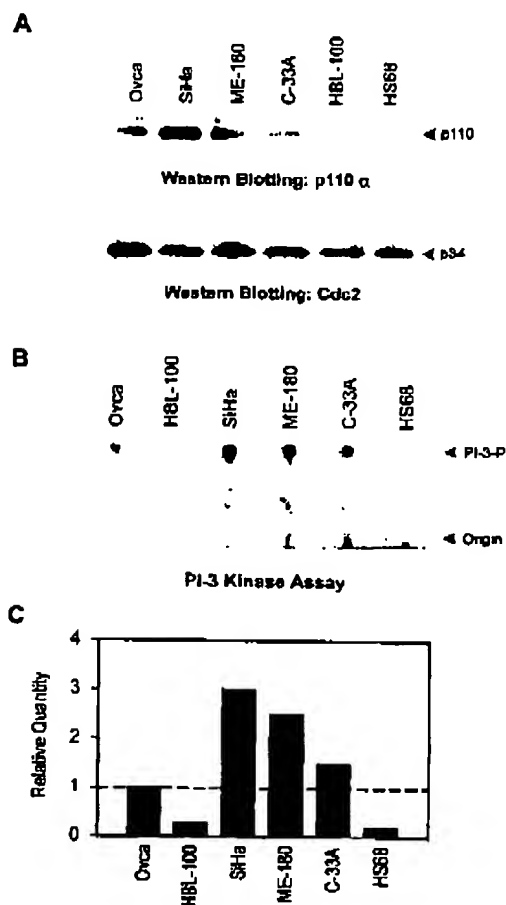 A
Ovca SiHa ME-180 C-33A HBL-100 HS68
p110
Western Blotting: p110 α
p34
Western Blotting: Cdc2
B
Ovca HBL-100 SiHa ME-180 C-33A HS68
PI-3-P
Origin
PI-3 Kinase Assay
C
Relative Quantity
4
3
2
1
0
Ovca HBL-100 SiHa ME-180 C-33A HS68